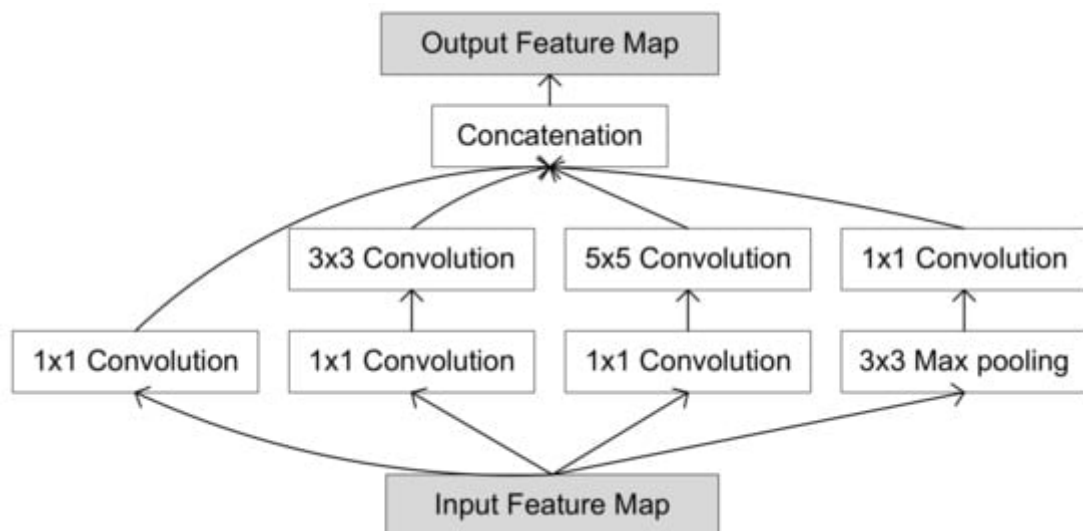 Output Feature Map
Concatenation
3x3 Convolution
5x5 Convolution
1x1 Convolution
1x1 Convolution
1x1 Convolution
1x1 Convolution
3x3 Max pooling
Input Feature Map